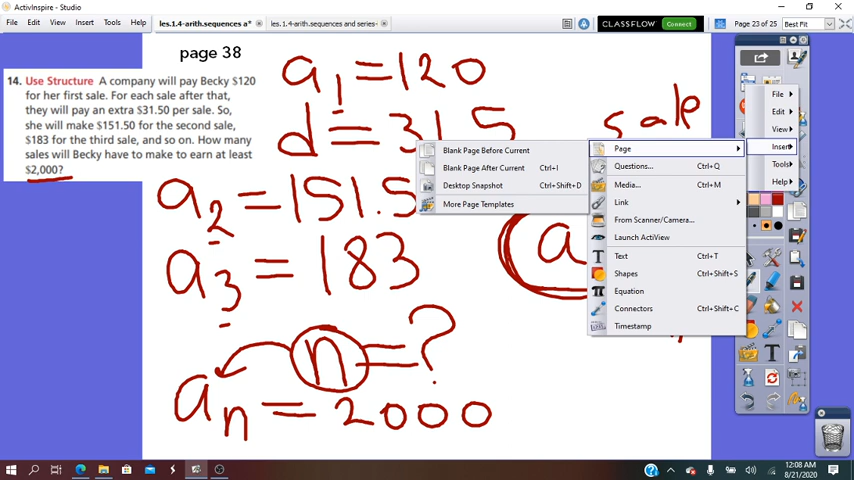 ActivInspire - Studio
File Edit View Insert Tools Help
les.1.4-arith.sequences a*
les.1.4-arith.sequences and series-
CLASSFLOW Connect
Page 23 of 25
Best Fit
page 38
14. Use Structure A company will pay Becky $120
for her first sale. For each sale after that,
they will pay an extra $31.50 per sale. So,
she will make $151.50 for the second sale,
$183 for the third sale, and so on. How many
sales will Becky have to make to earn at least
$2,000?
a1 = 120
d = 31.5
sale
a2 = 151.5
a3 = 183
a
n = ?
an = 2000
File
Edit
View
Insert
Tools
Help
Page
Questions... Ctrl+Q
Media... Ctrl+M
Link
From Scanner/Camera...
Launch ActiView
Text Ctrl+T
Shapes Ctrl+Shift+S
Equation
Connectors Ctrl+Shift+C
Timestamp
Blank Page Before Current
Blank Page After Current Ctrl+I
Desktop Snapshot Ctrl+Shift+D
More Page Templates
12:08 AM
8/21/2020